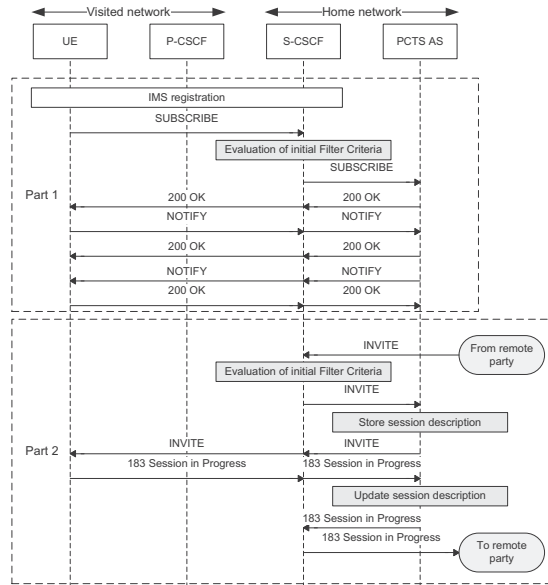 Visited network
Home network
UE
P-CSCF
S-CSCF
PCTS AS
IMS registration
SUBSCRIBE
Evaluation of initial Filter Criteria
SUBSCRIBE
Part 1
200 OK
200 OK
NOTIFY
NOTIFY
200 OK
200 OK
NOTIFY
NOTIFY
200 OK
200 OK
INVITE
From remote
party
Evaluation of initial Filter Criteria
INVITE
Store session description
Part 2
INVITE
INVITE
183 Session in Progress
183 Session in Progress
Update session description
183 Session in Progress
183 Session in Progress
To remote
party